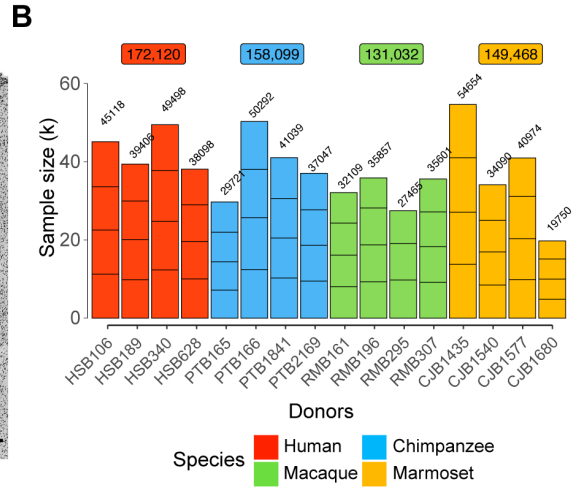 B
172,120 158,099 131,032 149,468
Sample size (k)
60
40
20
0
45118 39406 49498 38098 29721 50292 41039 37047 32109 35857 27465 35601 54654 34090 40974 19750
HSB106 HSB189 HSB340 HSB628 PTB165 PTB166 PTB1841 PTB2169 RMB161 RMB196 RMB295 RMB307 CJB1435 CJB1540 CJB1577 CJB1680
Donors
Species
Human Chimpanzee
Macaque Marmoset